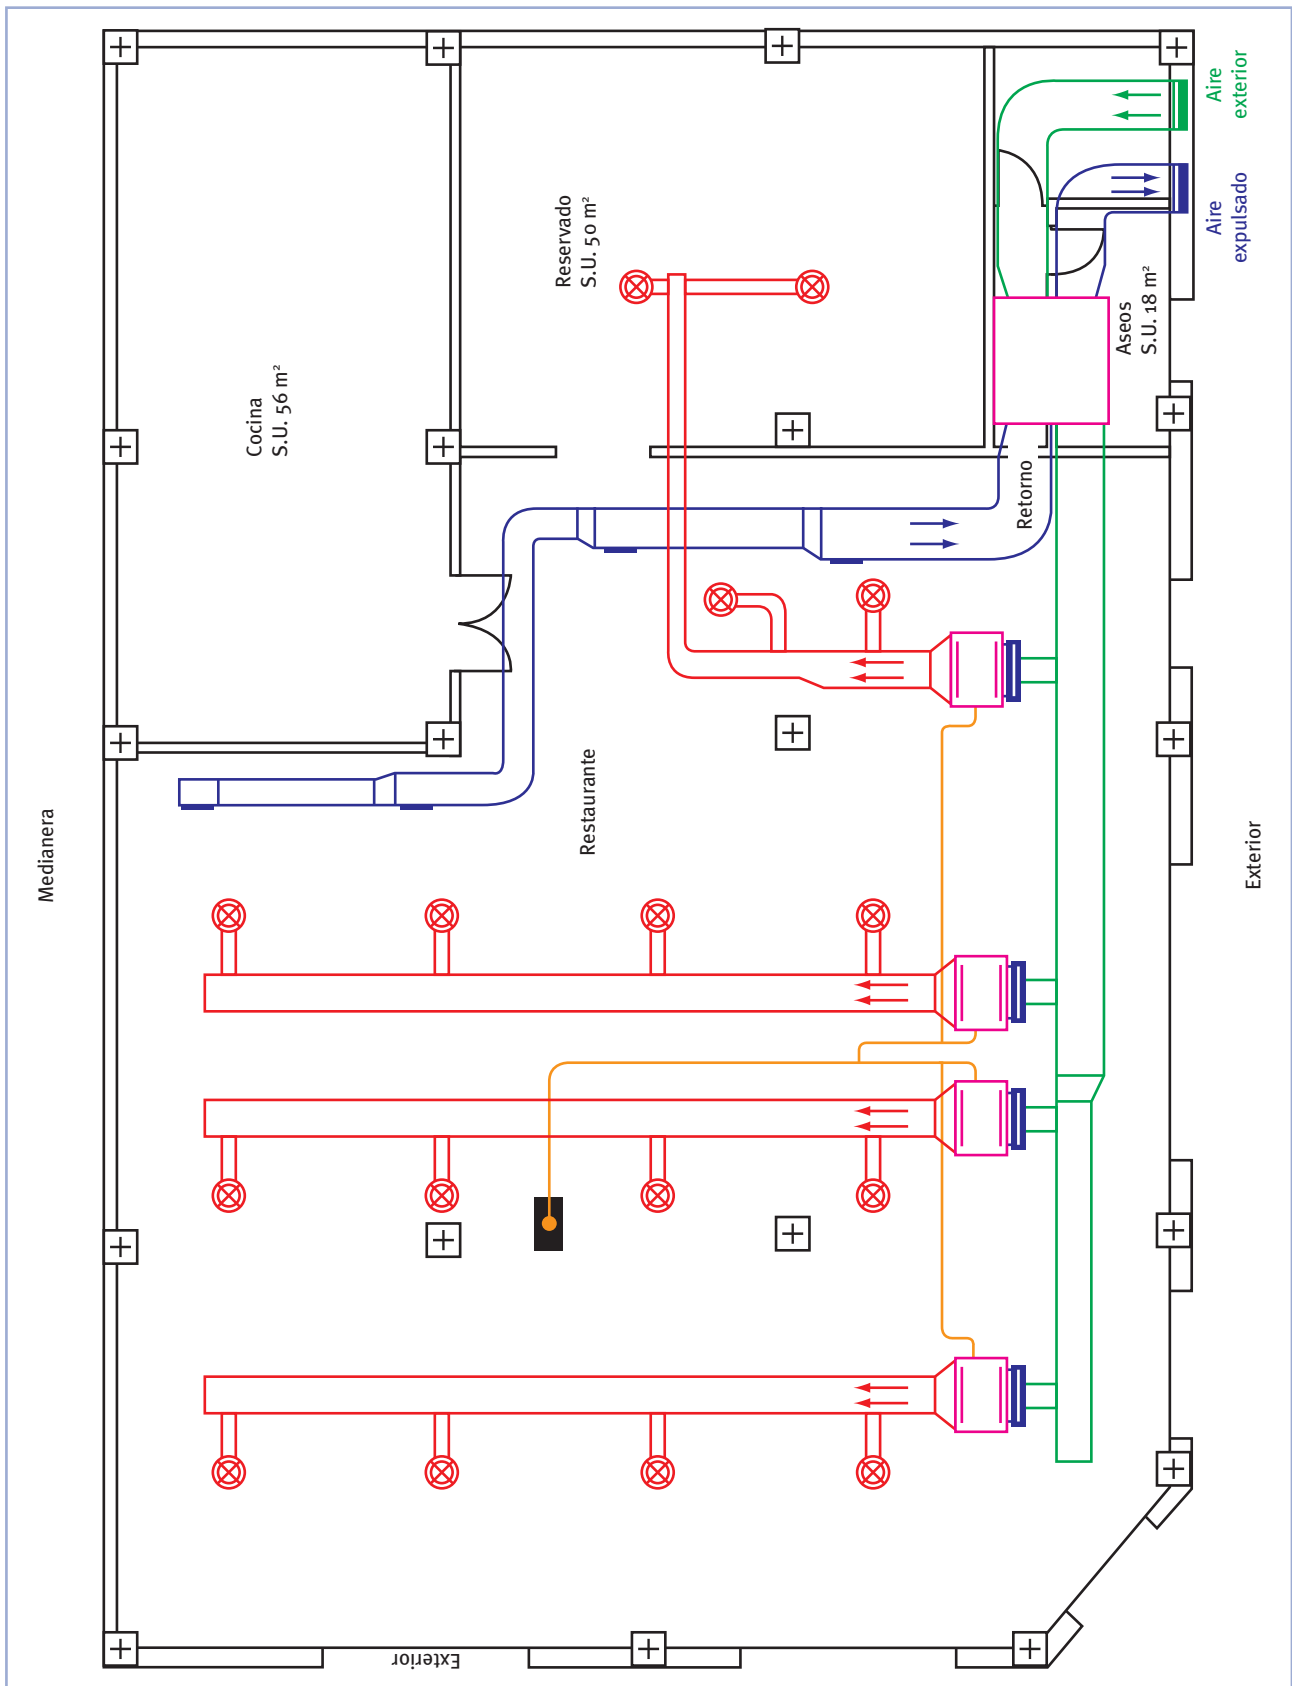 Aire
exterior
Aire
expulsado
Reservado
S.U. 50 m²
Aseos
S.U. 18 m²
Cocina
S.U. 56 m²
Retorno
Restaurante
Medianera
Exterior
Exterior